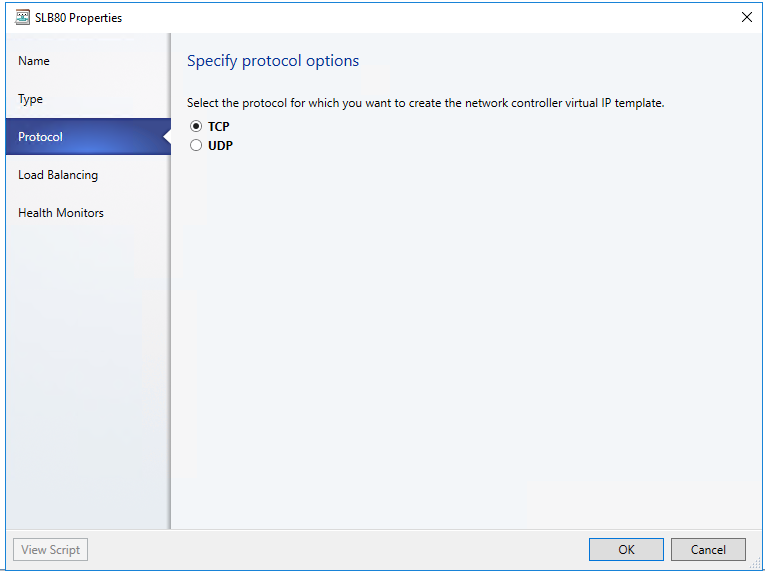 SLB80 Properties
Name
Type
Protocol
Load Balancing
Health Monitors
Specify protocol options
Select the protocol for which you want to create the network controller virtual IP template.
TCP
UDP
View Script
OK
Cancel